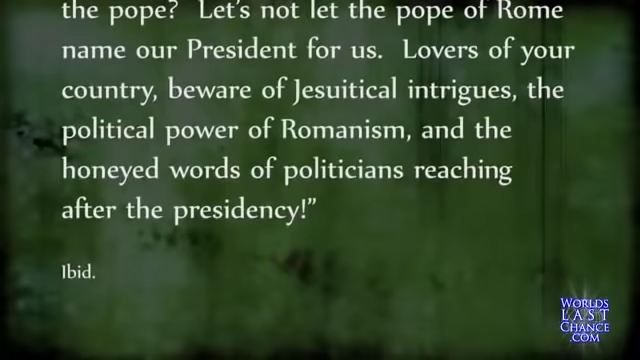 the pope? Let's not let the pope of Rome
name our President for us. Lovers of your
country, beware of Jesuitical intrigues, the
political power of Romanism, and the
honeyed words of politicians reaching
after the presidency!”
Ibid.
WORLDS
LAST
CHANCE
.COM